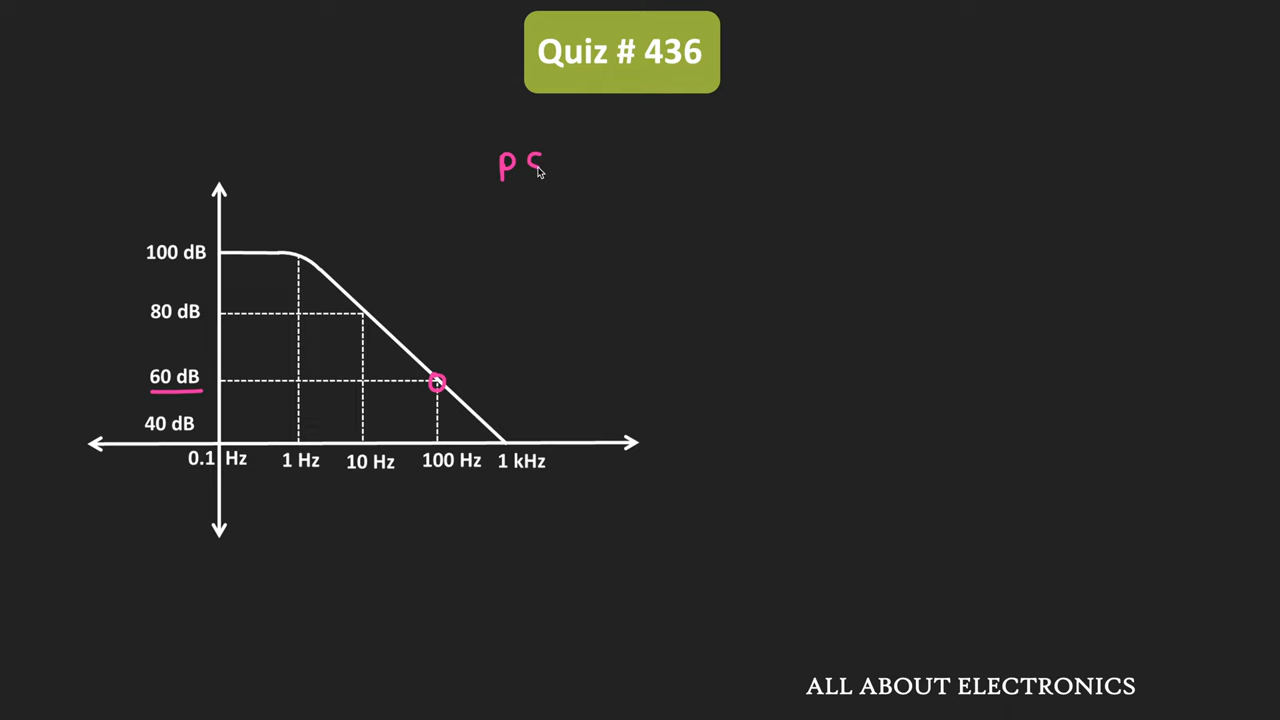 Quiz # 436
P S
100 dB
80 dB
60 dB
40 dB
0.1 Hz 1 Hz 10 Hz 100 Hz 1 kHz
ALL ABOUT ELECTRONICS